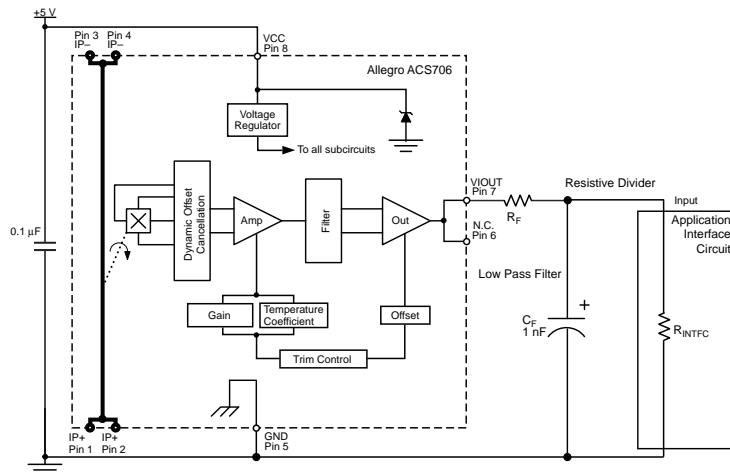 +5 V
Pin 3 Pin 4
IP– IP–
VCC
Pin 8
Allegro ACS706
Voltage
Regulator
To all subcircuits
0.1 µF
Dynamic Offset
Cancellation
Amp
Filter
Out
VIOUT
Pin 7
N.C.
Pin 6
RF
Resistive Divider
Input
Application
Interface
Circuit
Low Pass Filter
Gain
Temperature
Coefficient
Offset
Trim Control
CF
1 nF
+
RINTFC
IP+ IP+
Pin 1 Pin 2
GND
Pin 5